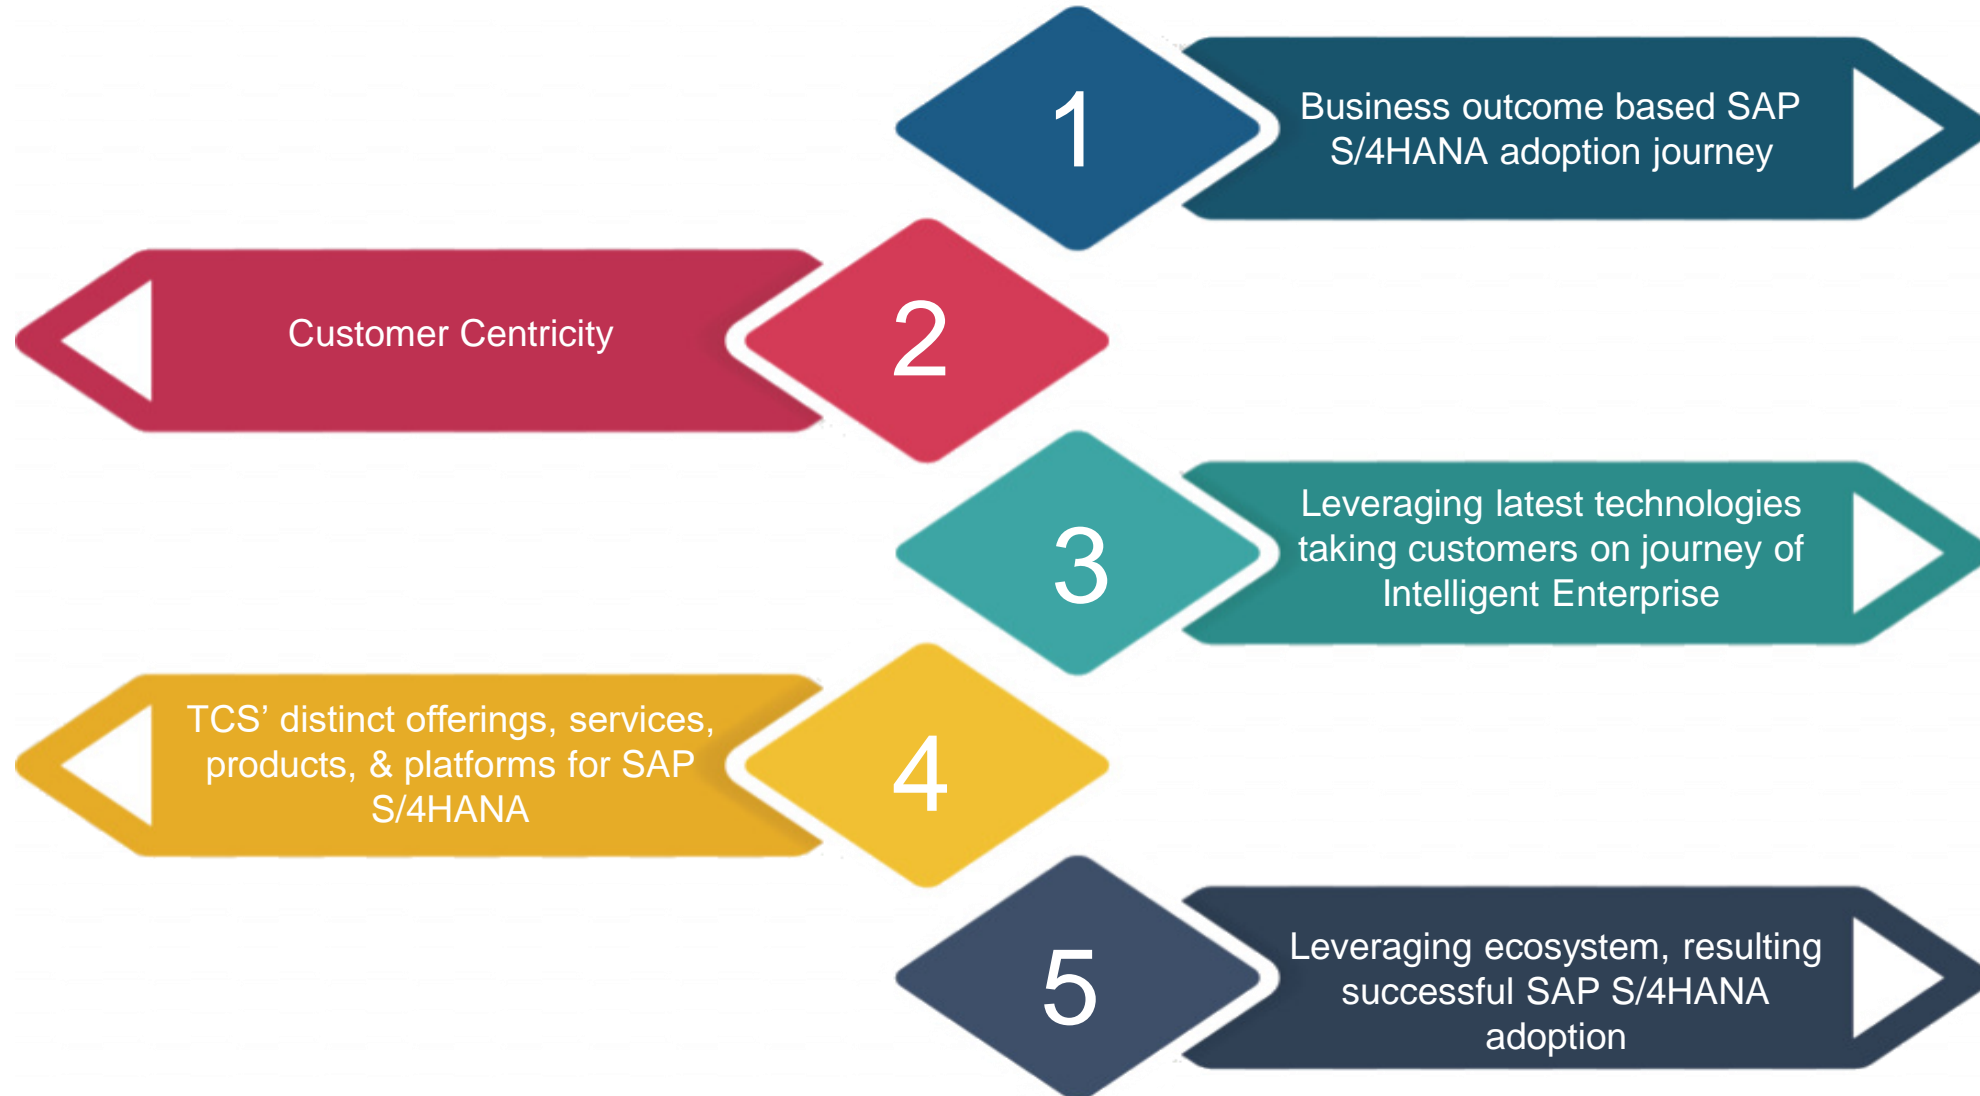 1
Business outcome based SAP
S/4HANA adoption journey
2
Customer Centricity
3
Leveraging latest technologies
taking customers on journey of
Intelligent Enterprise
4
TCS’ distinct offerings, services,
products, & platforms for SAP
S/4HANA
5
Leveraging ecosystem, resulting
successful SAP S/4HANA
adoption